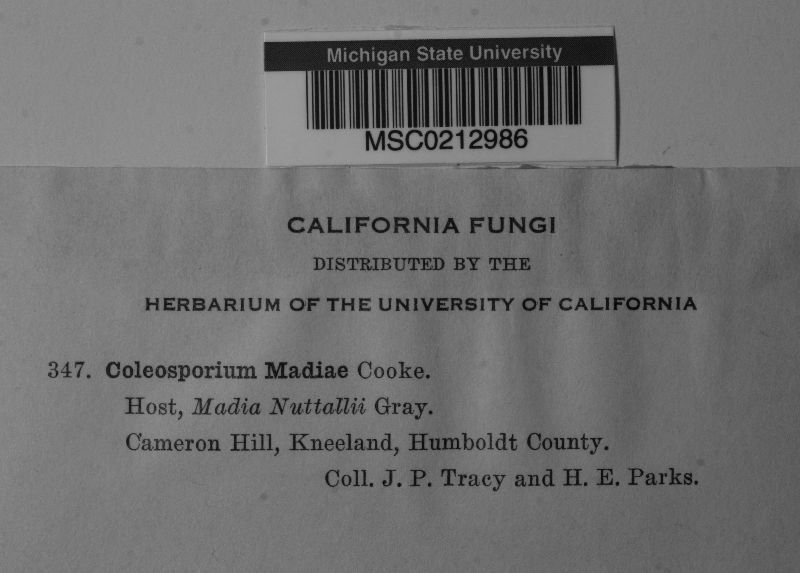 Michigan State University
MSC0212986
CALIFORNIA FUNGI
DISTRIBUTED BY THE
HERBARIUM OF THE UNIVERSITY OF CALIFORNIA
347. Coleosporium Madiae Cooke.
Host, Madia Nuttallii Gray.
Cameron Hill, Kneeland, Humboldt County.
Coll. J. P. Tracy and H. E. Parks.